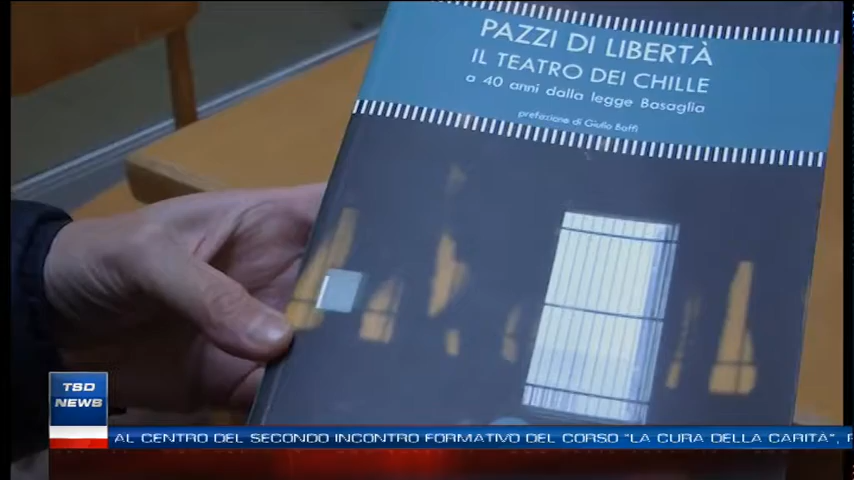 PAZZI DI LIBERTÀ
IL TEATRO DEI CHILLE
a 40 anni dalla legge Basaglia
prefazione di Giulio Baffi
TSD
NEWS
AL CENTRO DEL SECONDO INCONTRO FORMATIVO DEL CORSO "LA CURA DELLA CARITÀ",